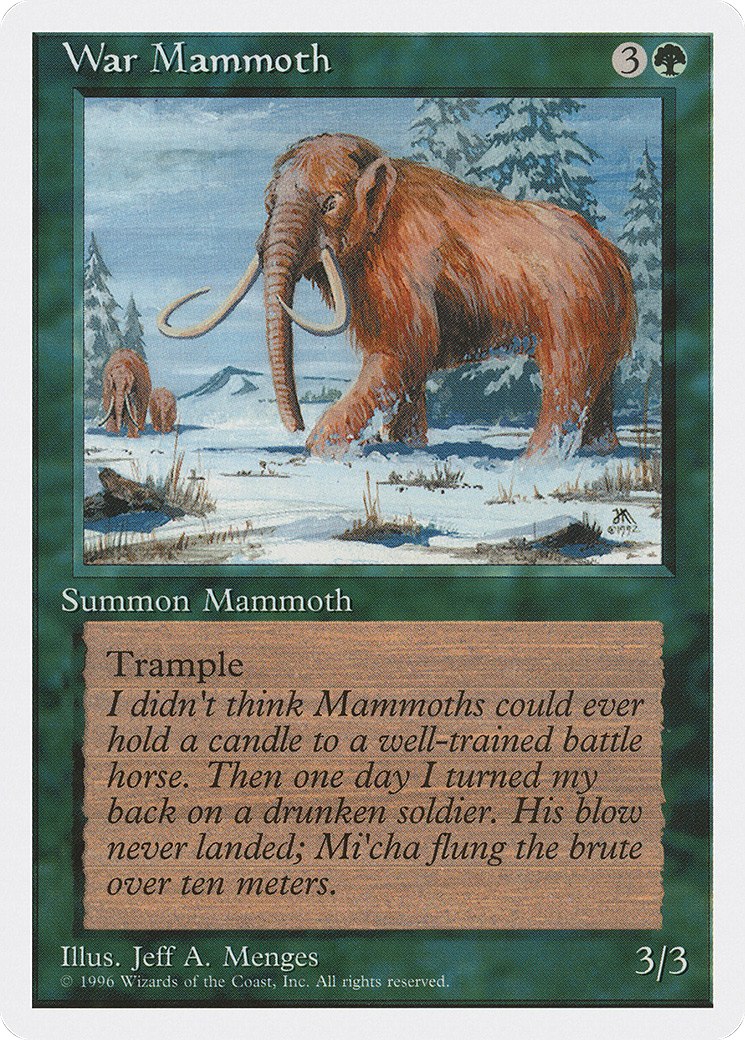 War Mammoth 3
©1992
Summon Mammoth
Trample
I didn't think Mammoths could ever
hold a candle to a well-trained battle
horse. Then one day I turned my
back on a drunken soldier. His blow
never landed; Mi'cha flung the brute
over ten meters.
Illus. Jeff A. Menges
3/3
© 1996 Wizards of the Coast, Inc. All rights reserved.